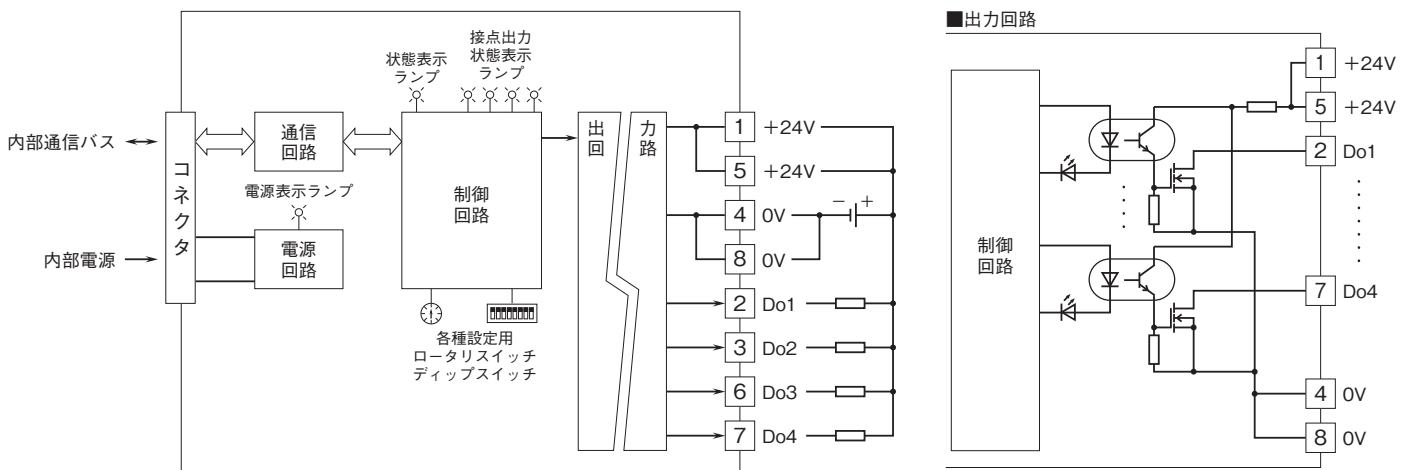 状態表示
ランプ
接点出力
状態表示
ランプ
内部通信バス
コネクタ
通信
回路
電源表示ランプ
内部電源
電源
回路
制御
回路
各種設定用
ロータリスイッチ
ディップスイッチ
出力
回路
1 +24V
5 +24V
4 0V
− +
8 0V
2 Do1
3 Do2
6 Do3
7 Do4
■出力回路
制御
回路
1 +24V
5 +24V
2 Do1
7 Do4
4 0V
8 0V